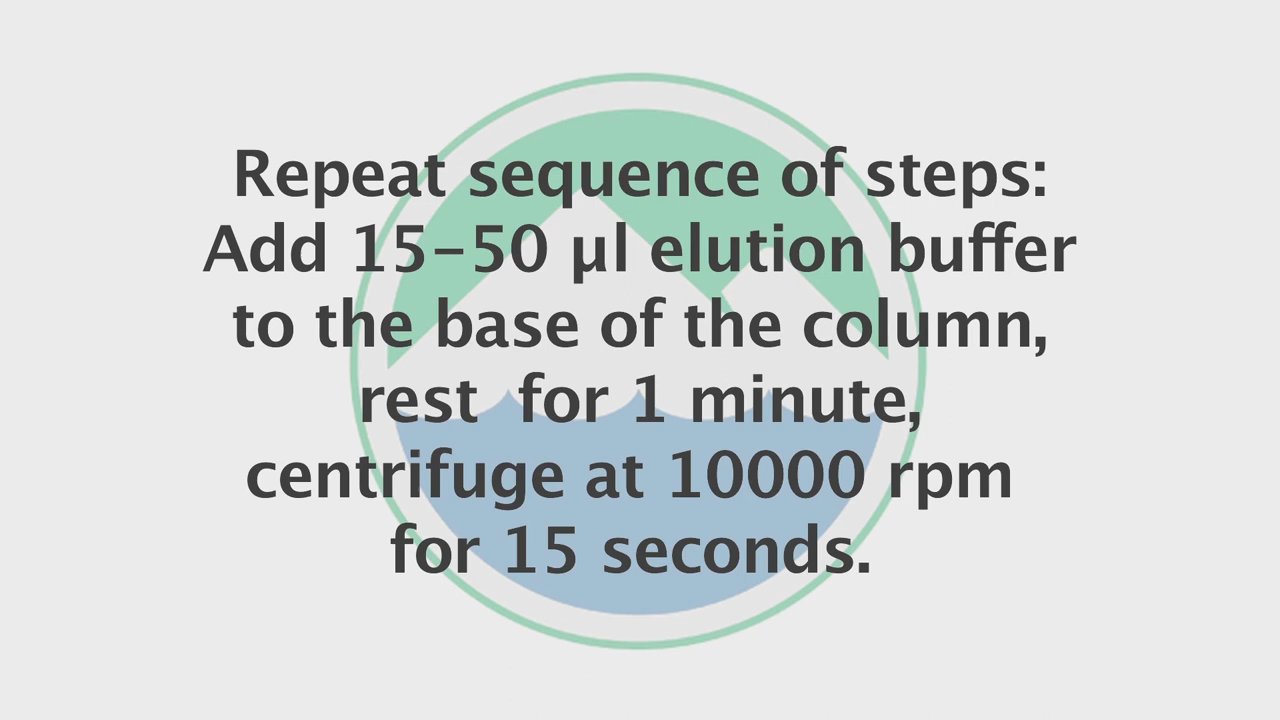 Repeat sequence of steps:
Add 15–50 µl elution buffer
to the base of the column,
rest  for 1 minute,
centrifuge at 10000 rpm
for 15 seconds.